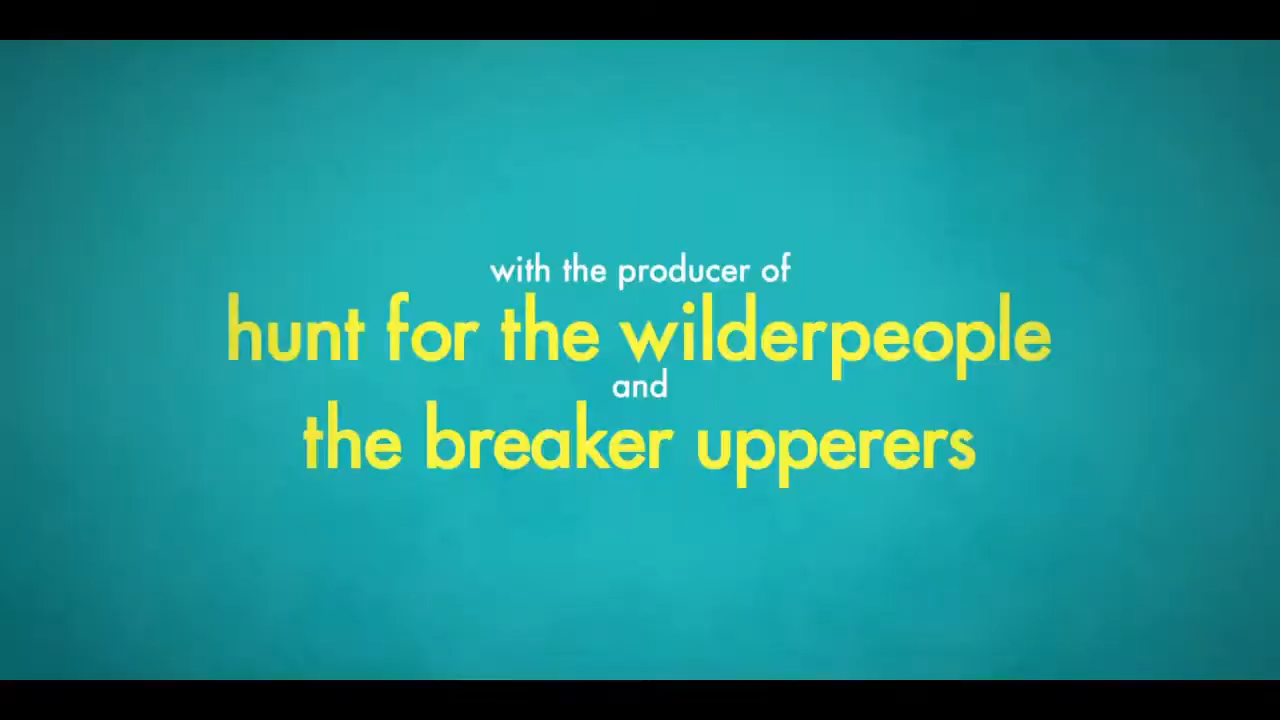 with the producer of
hunt for the wilderpeople
and
the breaker upperers